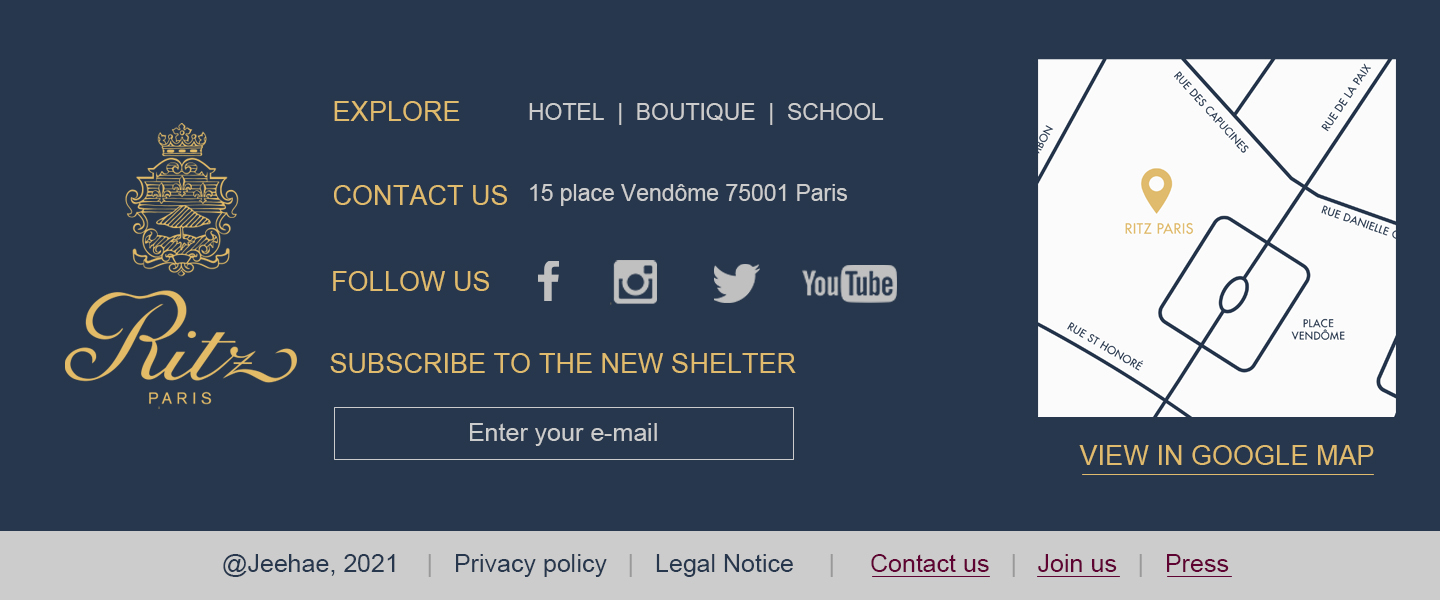 Ritz
PARIS
EXPLORE HOTEL | BOUTIQUE | SCHOOL
CONTACT US 15 place Vendôme 75001 Paris
FOLLOW US f YouTube
SUBSCRIBE TO THE NEW SHELTER
Enter your e-mail
RUE DES CAPUCINES
RUE DE LA PAIX
RITZ PARIS
RUE DANIELLE
PLACE
VENDÔME
RUE ST HONORÉ
VIEW IN GOOGLE MAP
@Jeehae, 2021 | Privacy policy | Legal Notice | Contact us | Join us | Press